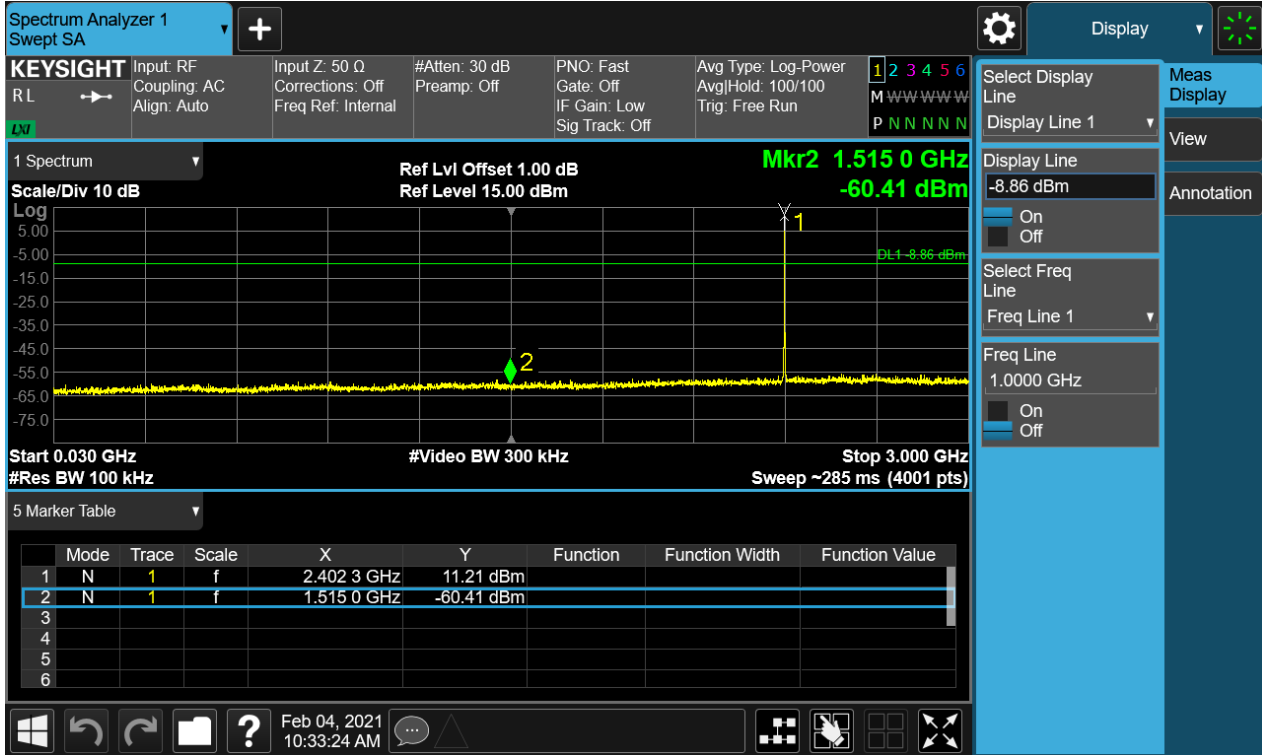 Spectrum Analyzer 1
Swept SA
Display
KEYSIGHT
R L
LXI
Input: RF
Coupling: AC
Align: Auto
Input Z: 50 Ω
Corrections: Off
Freq Ref: Internal
#Atten: 30 dB
Preamp: Off
PNO: Fast
Gate: Off
IF Gain: Low
Sig Track: Off
Avg Type: Log-Power
Avg|Hold: 100/100
Trig: Free Run
1 2 3 4 5 6
M W W W W W
P N N N N N
1 Spectrum
Scale/Div 10 dB
Ref Lvl Offset 1.00 dB
Ref Level 15.00 dBm
Mkr2 1.515 0 GHz
-60.41 dBm
Log
5.00
-5.00
-15.0
-25.0
-35.0
-45.0
-55.0
-65.0
-75.0
1
DL1 -8.86 dBm
2
Start 0.030 GHz
#Video BW 300 kHz
Stop 3.000 GHz
#Res BW 100 kHz
Sweep ~285 ms (4001 pts)
5 Marker Table
Mode Trace Scale X Y Function Function Width Function Value
1 N 1 f 2.402 3 GHz 11.21 dBm
2 N 1 f 1.515 0 GHz -60.41 dBm
3
4
5
6
Feb 04, 2021
10:33:24 AM
Select Display
Line
Display Line 1
Display Line
-8.86 dBm
On
Off
Select Freq
Line
Freq Line 1
Freq Line
1.0000 GHz
On
Off
Meas
Display
View
Annotation